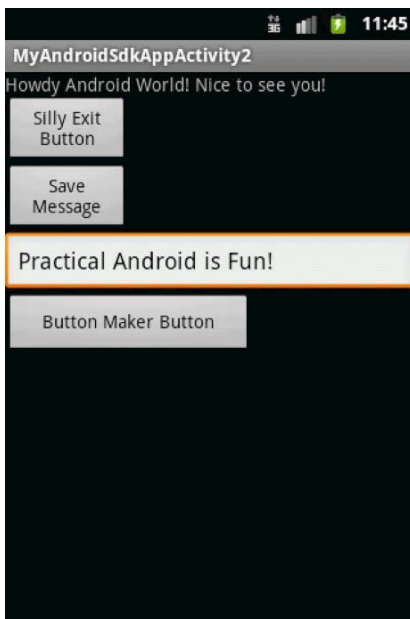 3G 11:45
MyAndroidSdkAppActivity2
Howdy Android World! Nice to see you!
Silly Exit
Button
Save
Message
Practical Android is Fun!
Button Maker Button